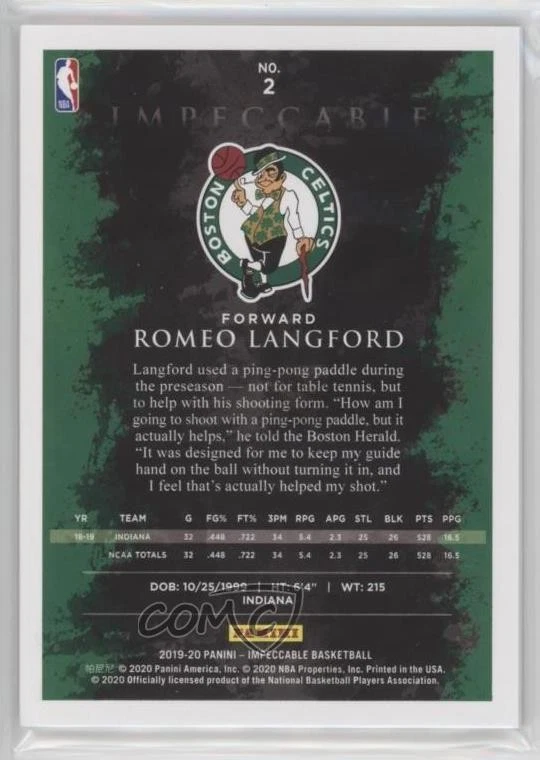 NBA
NO.
2
IMPECCABLE
BOSTON CELTICS
FORWARD
ROMEO LANGFORD
Langford used a ping-pong paddle during
the preseason — not for table tennis, but
to help with his shooting form. “How am I
going to shoot with a ping-pong paddle, but it
actually helps,” he told the Boston Herald.
“It was designed for me to keep my guide
hand on the ball without turning it in, and
I feel that’s actually helped my shot.”
YR TEAM G FG% FT% 3PM RPG APG STL BLK PTS PPG
18-19 INDIANA 32 .448 .722 34 5.4 2.3 25 26 528 16.5
NCAA TOTALS 32 .448 .722 34 5.4 2.3 25 26 528 16.5
DOB: 10/25/1999 | HT: 6'4" | WT: 215
INDIANA
COMC
PANINI
2019-20 PANINI – IMPECCABLE BASKETBALL
帕尼尼 © 2020 Panini America, Inc. © 2020 NBA Properties, Inc. Printed in the USA.
© 2020 Officially licensed product of the National Basketball Players Association.